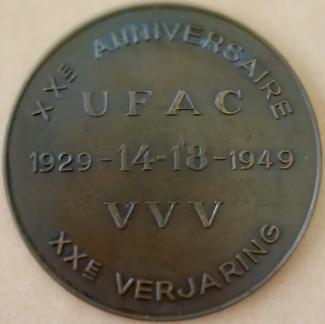 XXE ANNIVERSAIRE
UFAC
1929-14-18-1949
VVV
XXE VERJARING